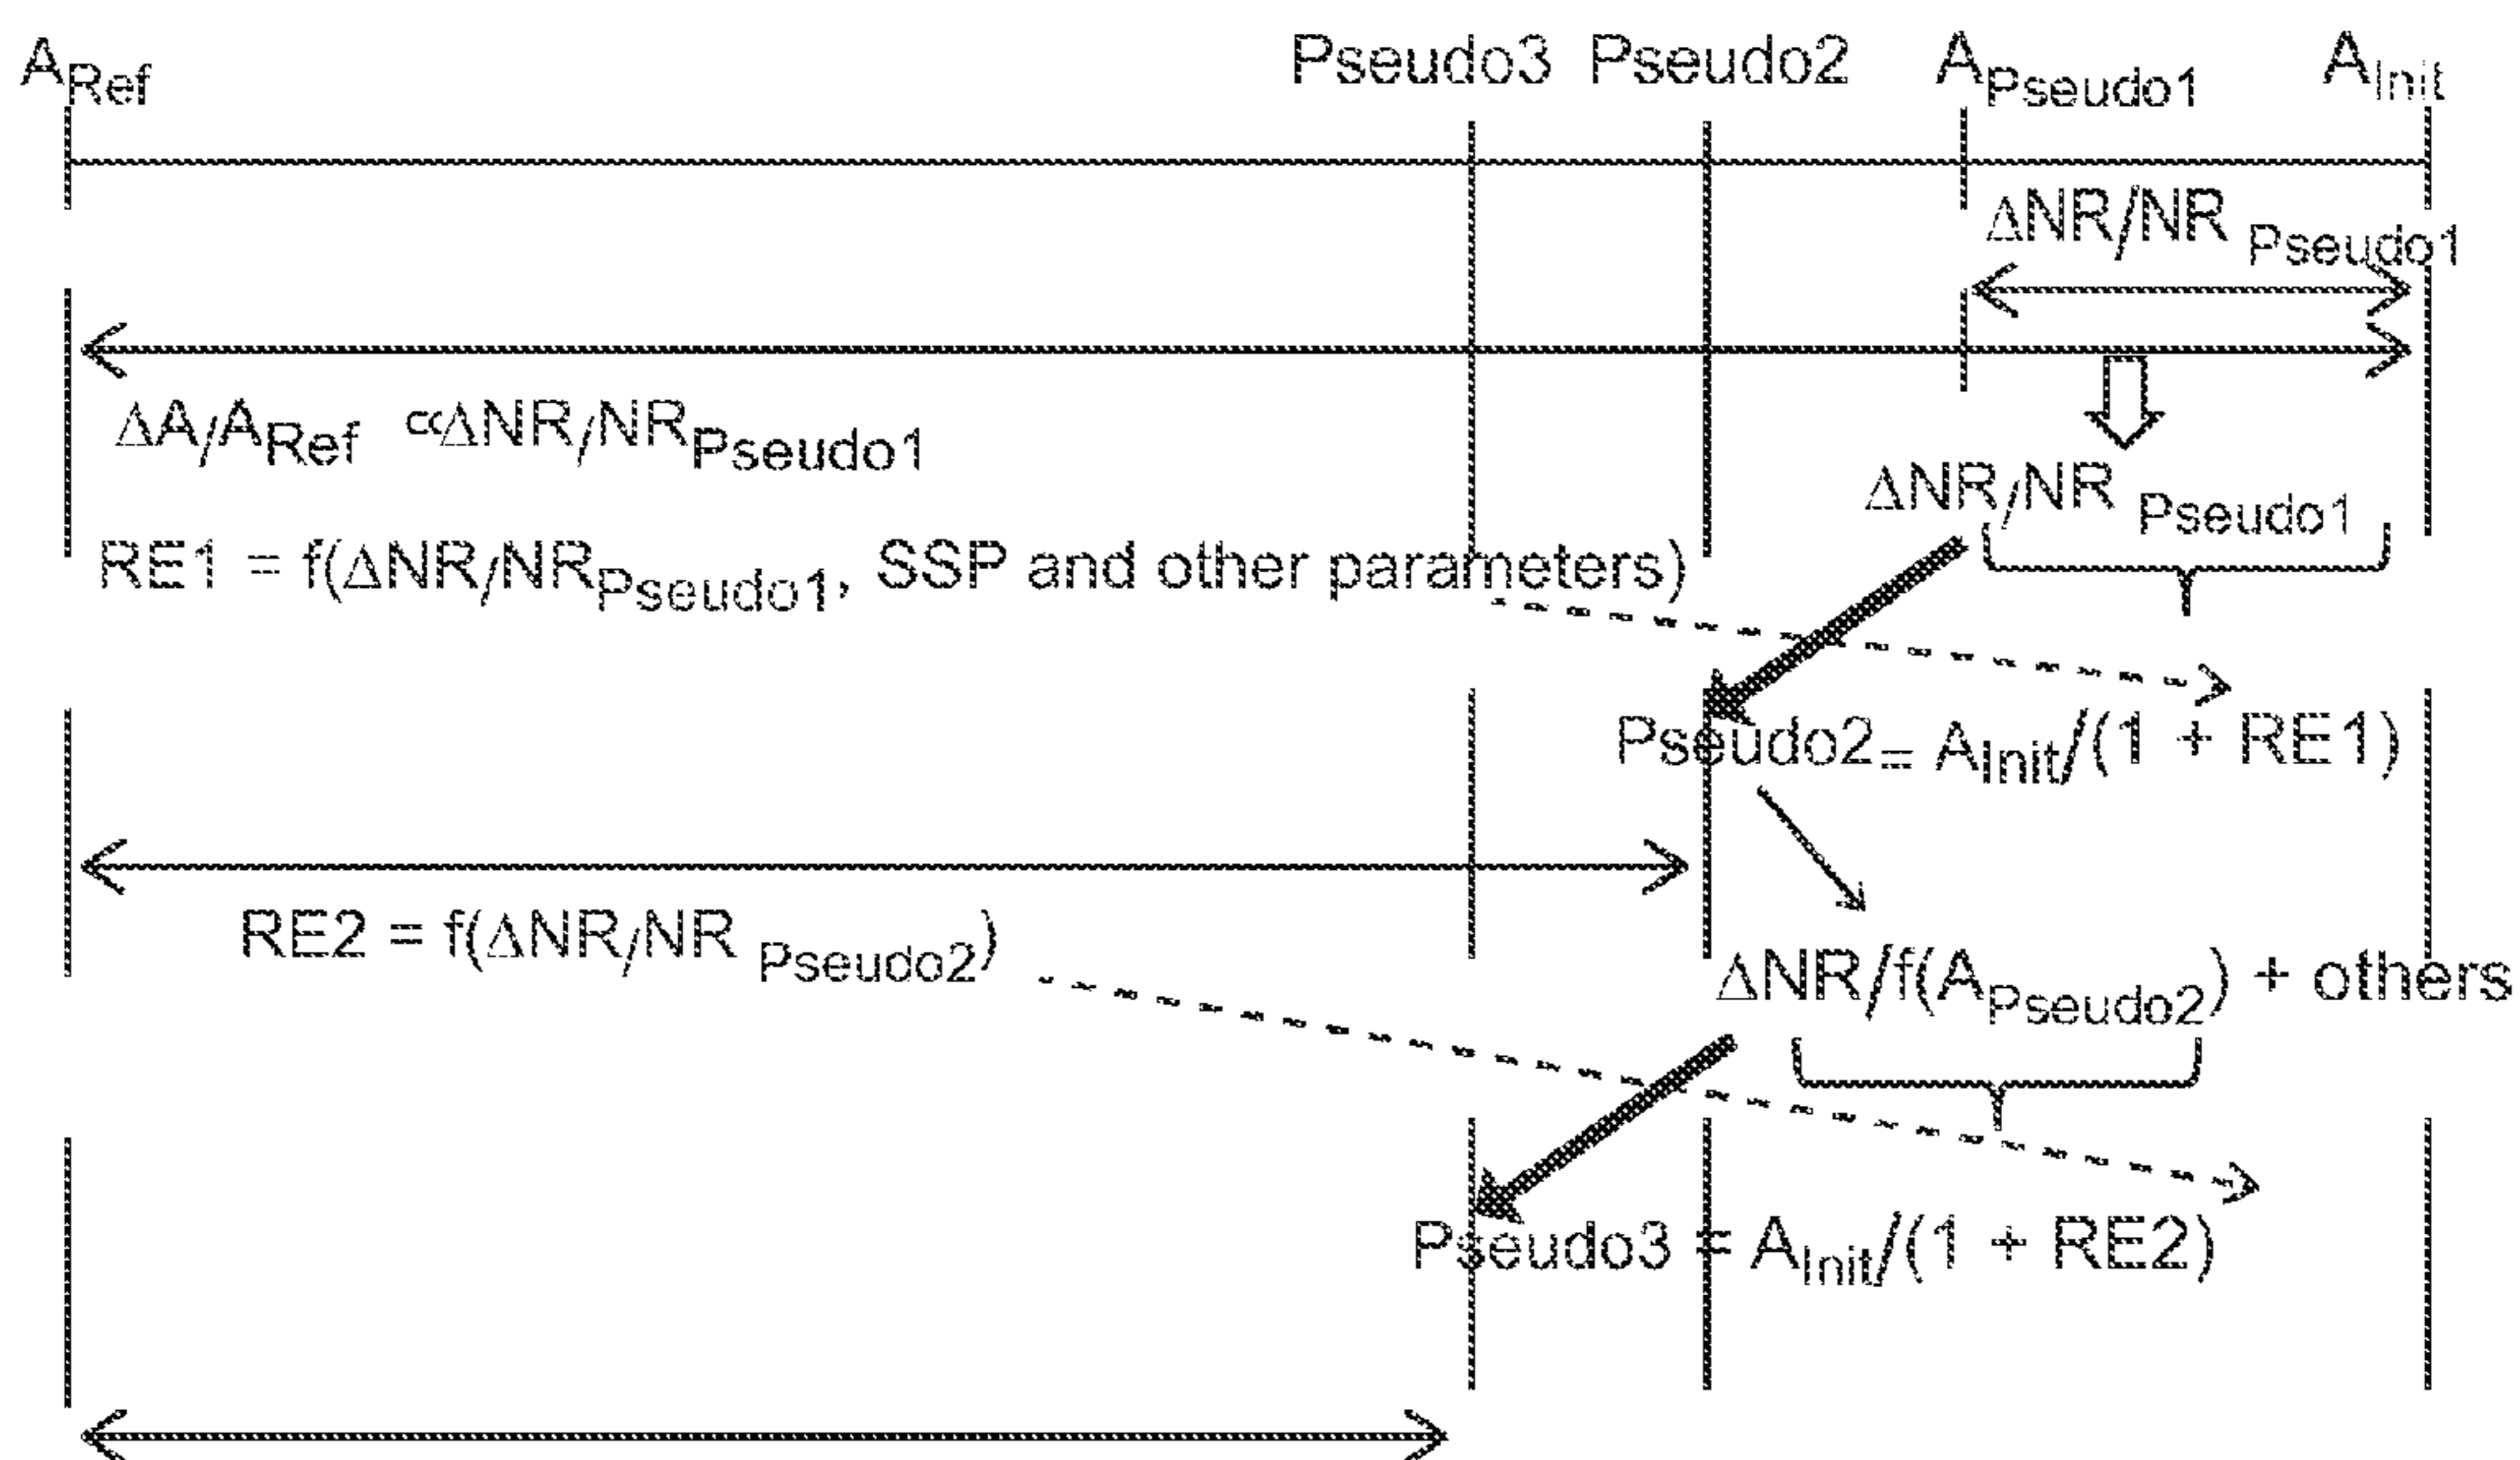 A_Ref Pseudo3 Pseudo2 A_Pseudo1 A_Init
ΔNR/NR Pseudo1
ΔA/A_Ref ∝ΔNR/NR_Pseudo1
ΔNR/NR Pseudo1
RE1 = f(ΔNR/NR_Pseudo1, SSP and other parameters)
Pseudo2 = A_Init/(1 + RE1)
RE2 = f(ΔNR/NR Pseudo2)
ΔNR/f(A_Pseudo2) + others
Pseudo3 = A_Init/(1 + RE2)